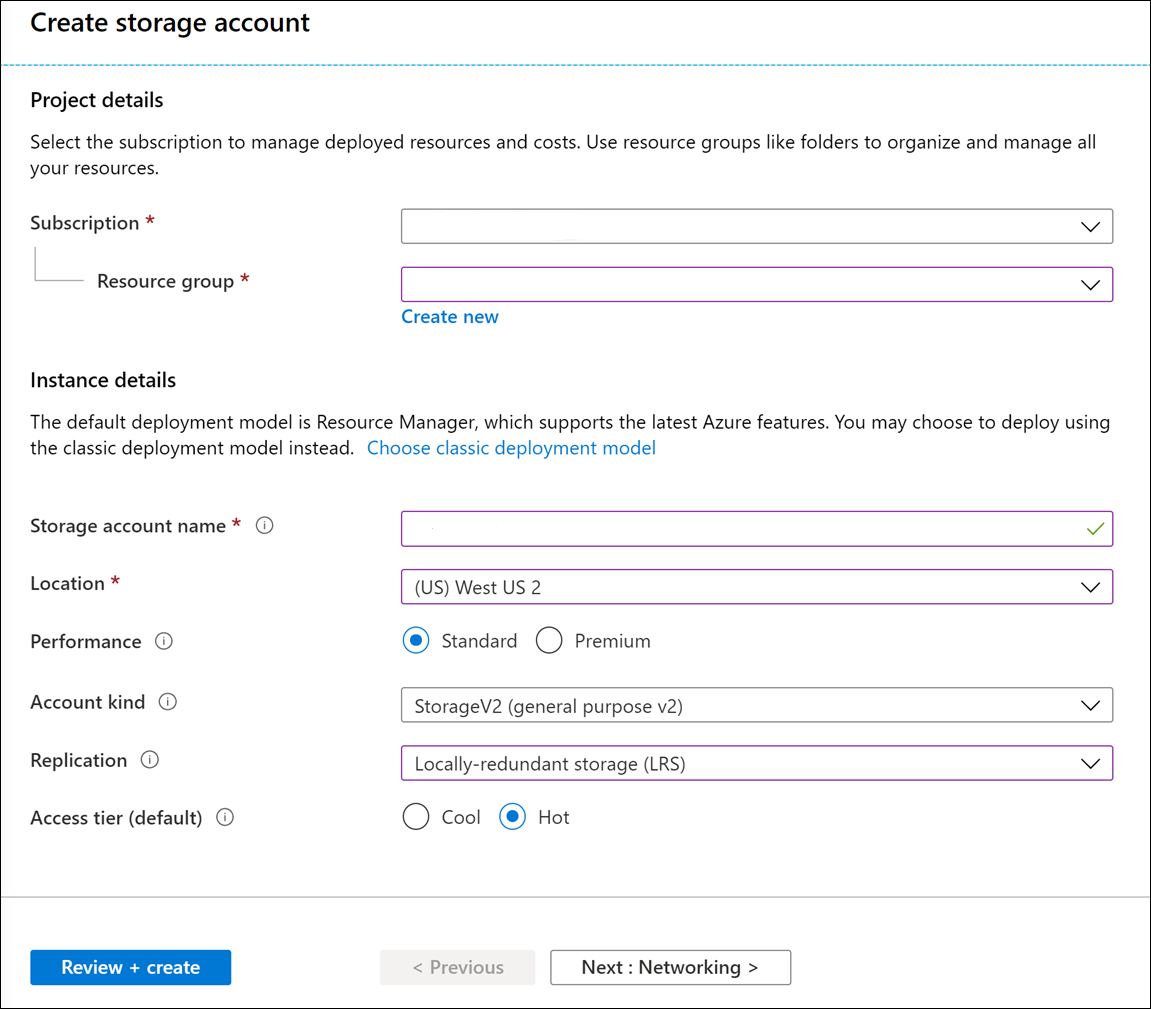 Create storage account
Project details
Select the subscription to manage deployed resources and costs. Use resource groups like folders to organize and manage all
your resources.
Subscription *
Resource group *
Create new
Instance details
The default deployment model is Resource Manager, which supports the latest Azure features. You may choose to deploy using
the classic deployment model instead. Choose classic deployment model
Storage account name *
Location *
(US) West US 2
Performance
Standard Premium
Account kind
StorageV2 (general purpose v2)
Replication
Locally-redundant storage (LRS)
Access tier (default)
Cool Hot
Review + create
< Previous
Next : Networking >